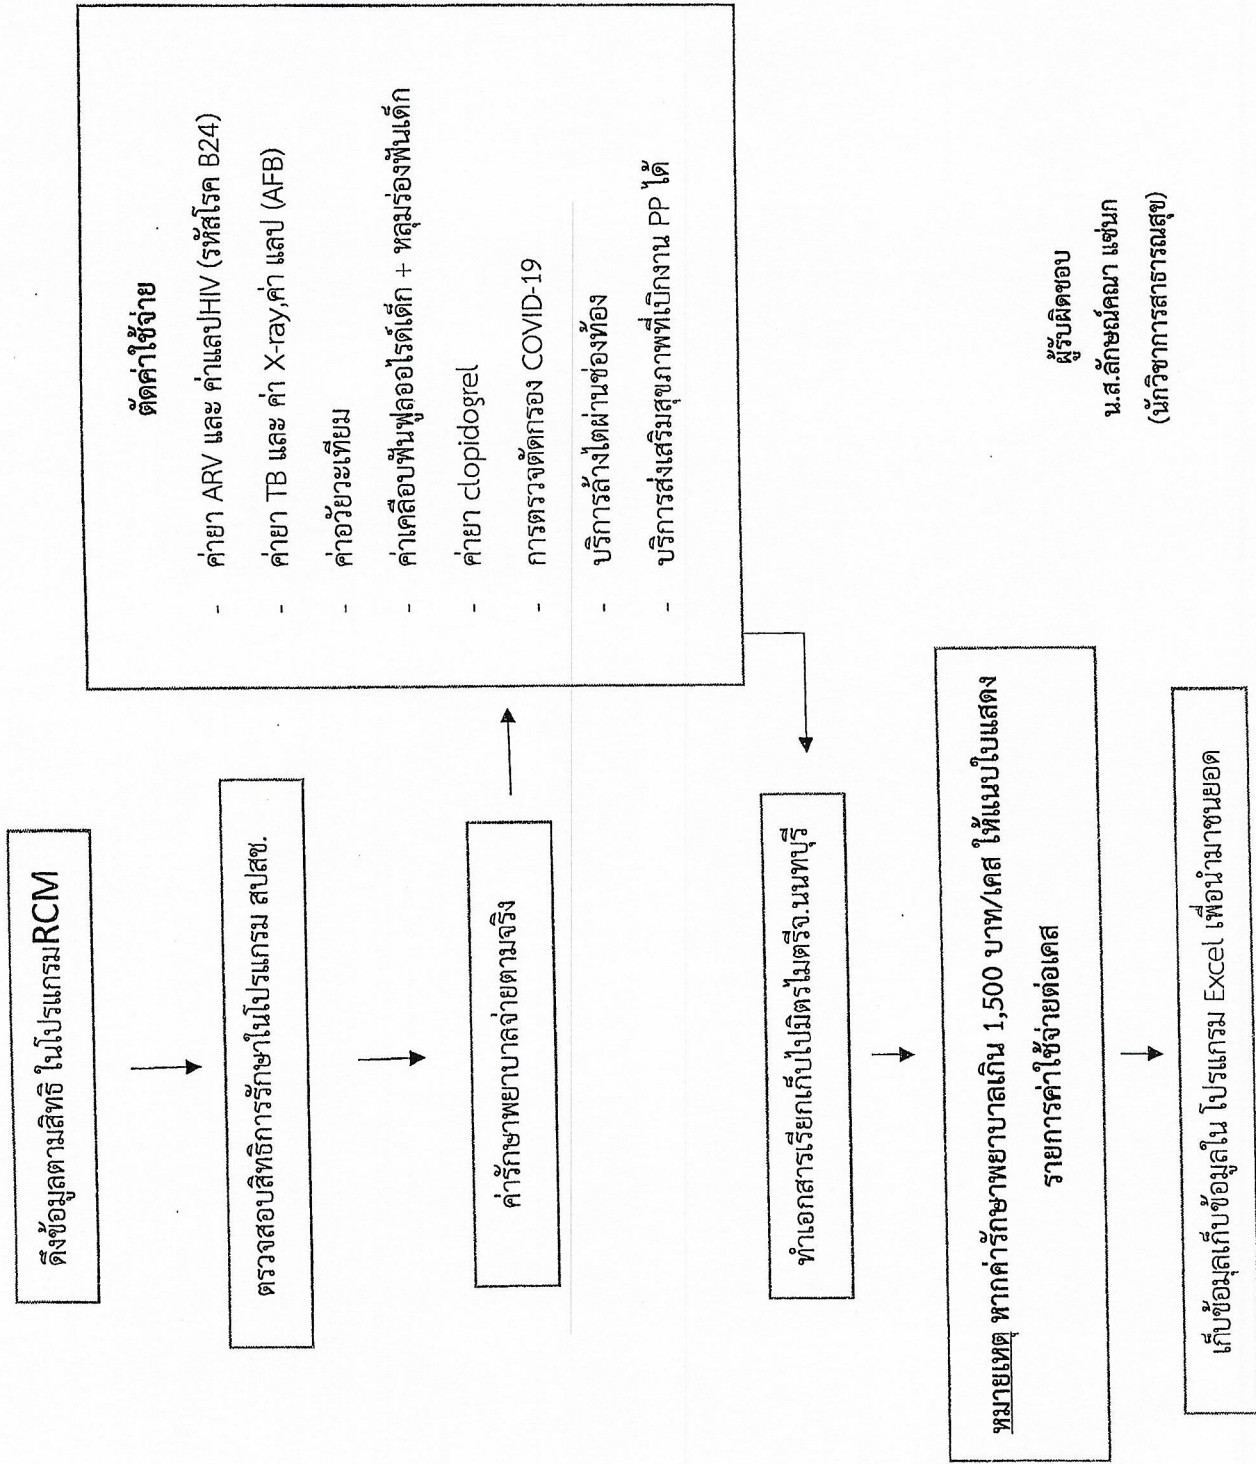 ดึงข้อมูลตามสิทธิ ในโปรแกรมRCM
ตรวจสอบสิทธิการรักษาในโปรแกรม สปสช.
ค่ารักษาพยาบาลจ่ายตามจริง
ตัดค่าใช้จ่าย
- ค่ายา ARV และ ค่าแลปHIV (รหัสโรค B24)
- ค่ายา TB และ ค่า X-ray,ค่า แลป (AFB)
- ค่าอวัยวะเทียม
- ค่าเคลือบฟันฟูลออไรด์เด็ก + หลุมร่องฟันเด็ก
- ค่ายา clopidogrel
- การตรวจตัดกรอง COVID-19
- บริการล้างไตผ่านช่องท้อง
- บริการส่งเสริมสุขภาพที่เบิกงาน PP ได้
ทำเอกสารเรียกเก็บไปมิตรไมตรีจ.นนทบุรี
หมายเหตุ หากค่ารักษาพยาบาลเกิน 1,500 บาท/เคส ให้แนบใบแสดง
รายการค่าใช้จ่ายต่อเคส
เก็บข้อมูลเก็บข้อมูลใน โปรแกรม Excel เพื่อนำมาชนยอด
ผู้รับผิดชอบ
น.ส.ลักษณ์คณา แซ่นก
(นักวิชาการสาธารณสุข)